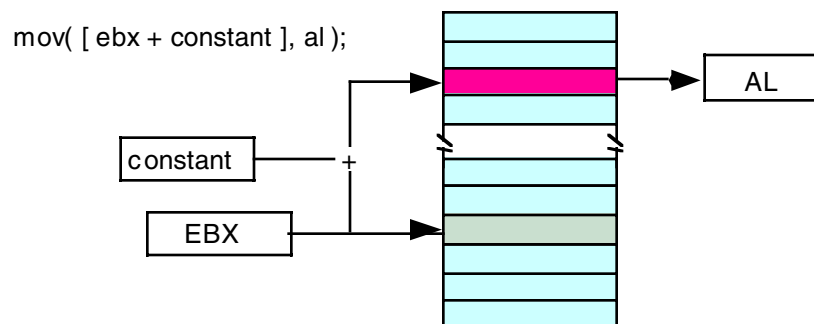 mov( [ ebx + constant ], al );
AL
constant
+
EBX